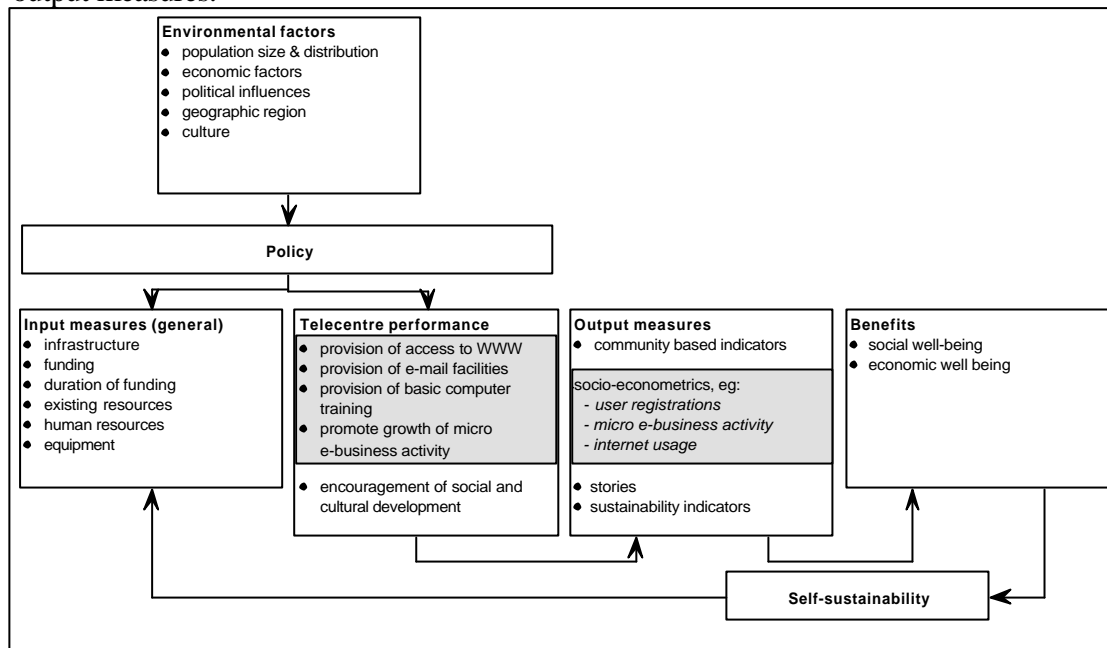 output measures.
Environmental factors
● population size & distribution
● economic factors
● political influences
● geographic region
● culture
Policy
Input measures (general)
● infrastructure
● funding
● duration of funding
● existing resources
● human resources
● equipment
Telecentre performance
● provision of access to WWW
● provision of e-mail facilities
● provision of basic computer
training
● promote growth of micro
e-business activity
● encouragement of social and
cultural development
Output measures
● community based indicators
socio-econometrics, eg:
- user registrations
- micro e-business activity
- internet usage
● stories
● sustainability indicators
Benefits
● social well-being
● economic well being
Self-sustainability